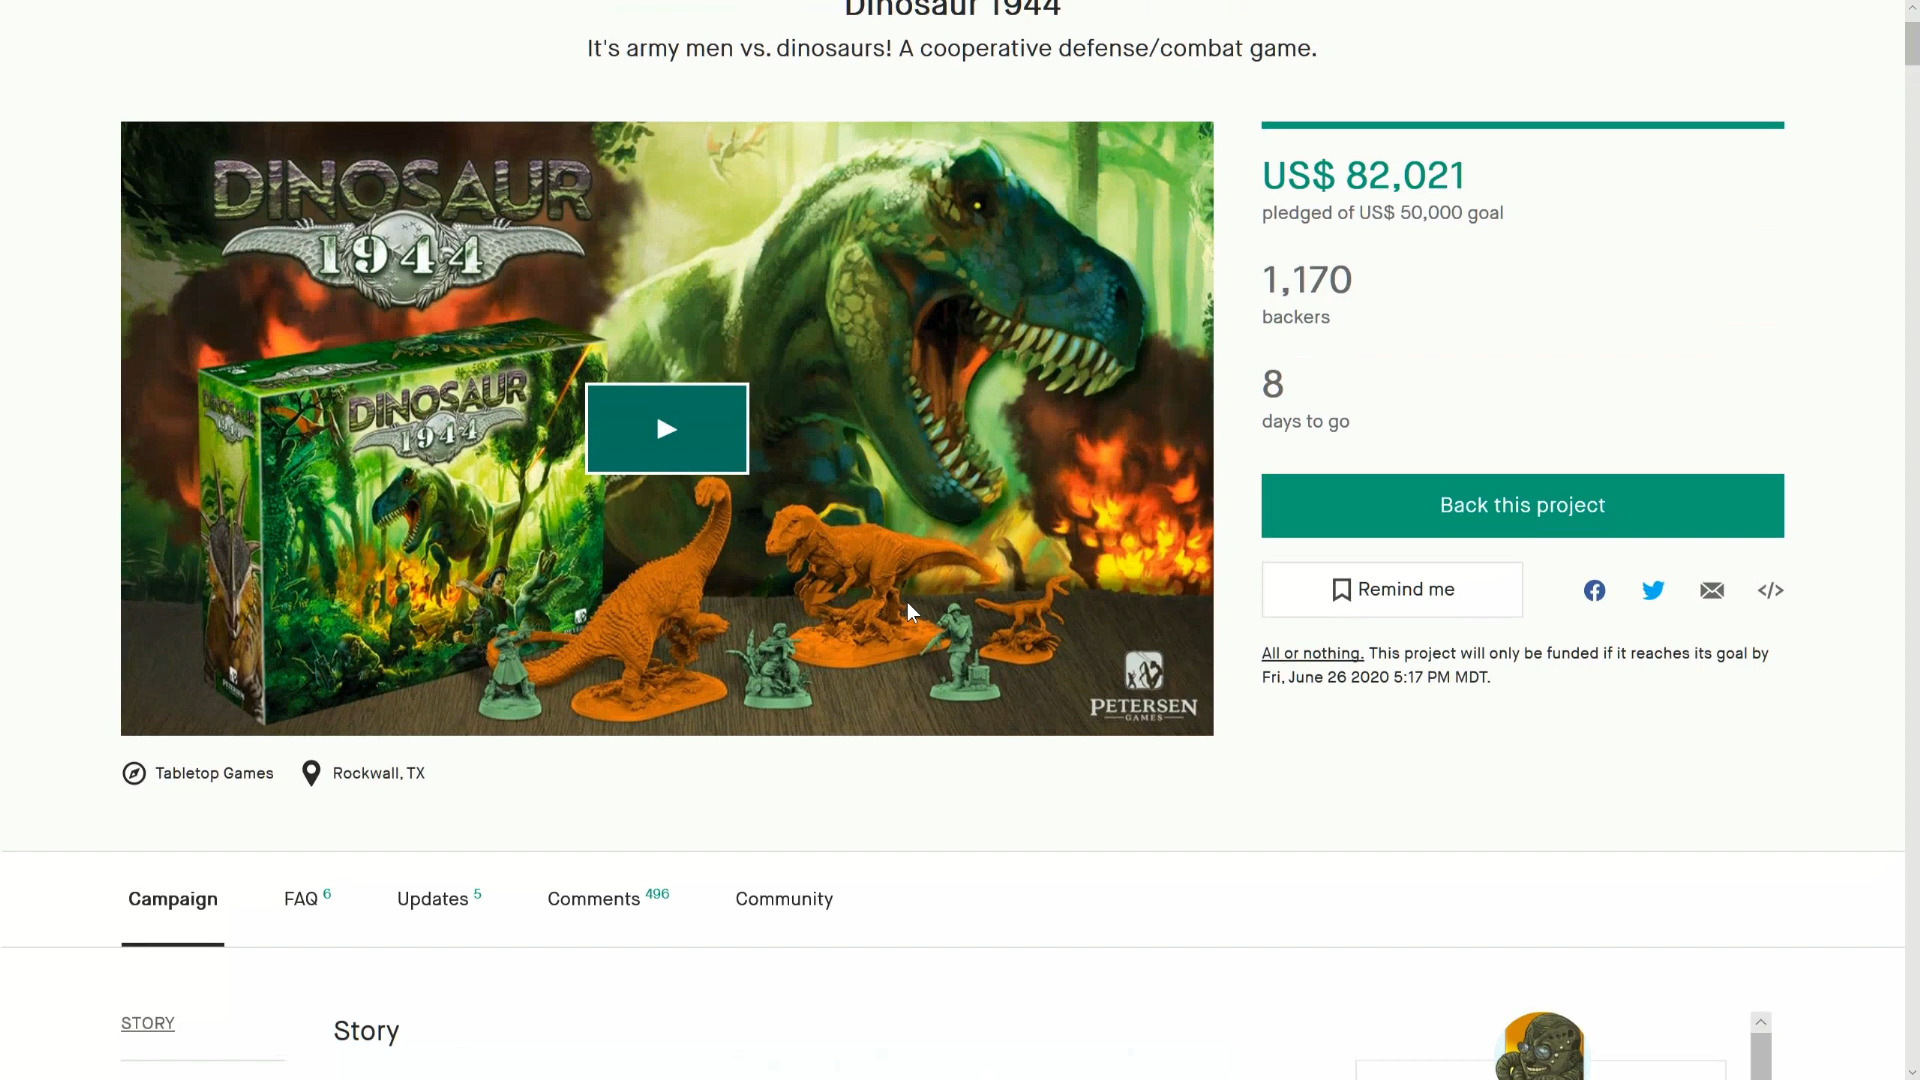 Dinosaur 1944
It's army men vs. dinosaurs! A cooperative defense/combat game.
DINOSAUR
1944
DINOSAUR
1944
PETERSEN
GAMES
US$ 82,021
pledged of US$ 50,000 goal
1,170
backers
8
days to go
Back this project
Remind me
</>
All or nothing. This project will only be funded if it reaches its goal by
Fri, June 26 2020 5:17 PM MDT.
Tabletop Games
Rockwall, TX
Campaign
FAQ 6
Updates 5
Comments 496
Community
STORY
Story